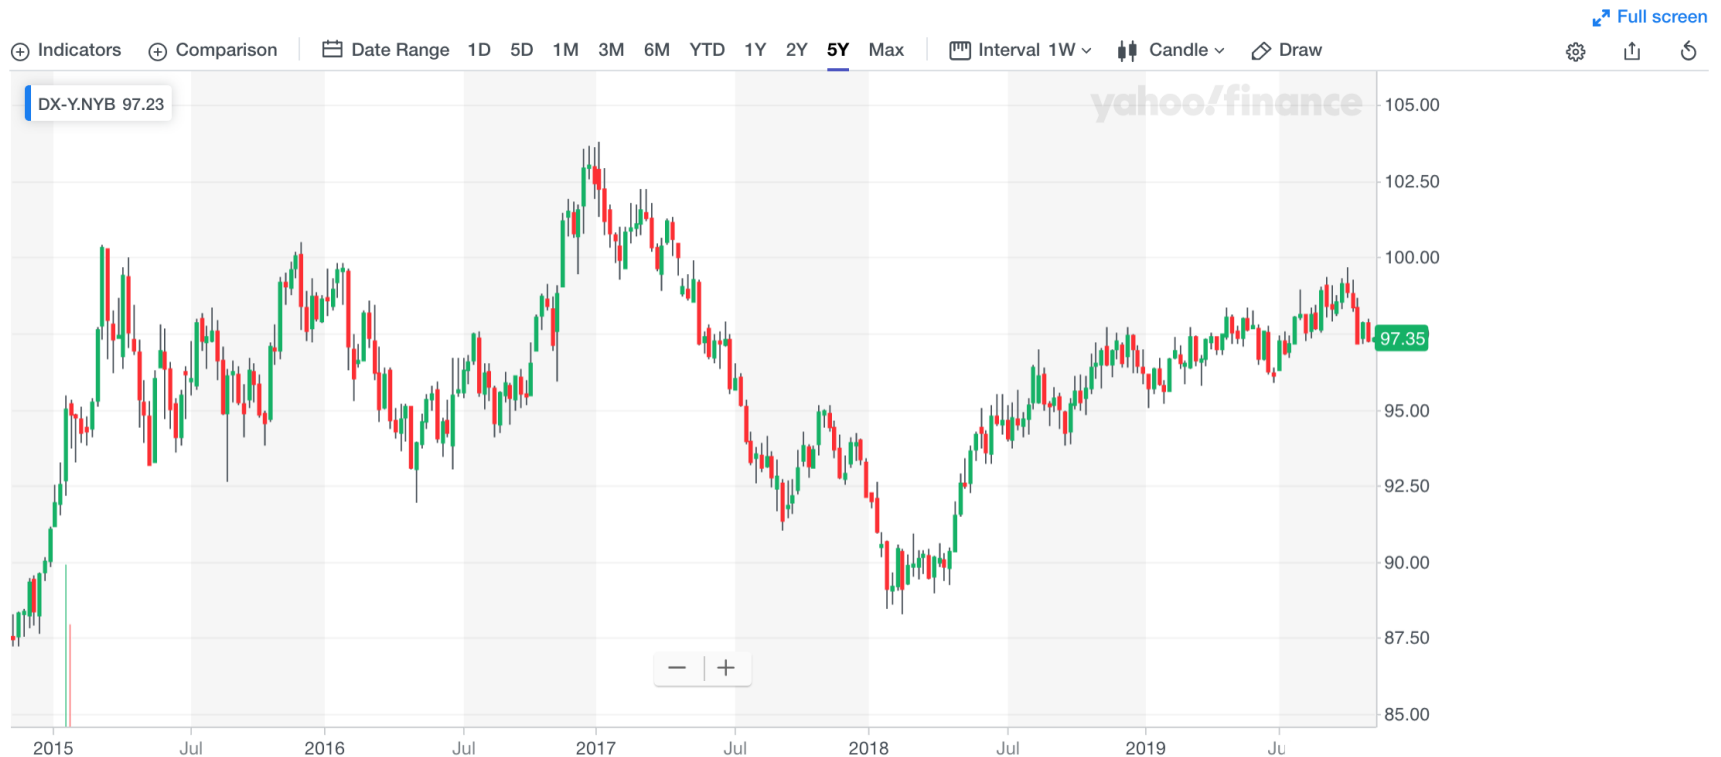 Full screen
Indicators Comparison Date Range 1D 5D 1M 3M 6M YTD 1Y 2Y 5Y Max Interval 1W Candle Draw
DX-Y.NYB 97.23
yahoo!finance
105.00
102.50
100.00
97.35
95.00
92.50
90.00
87.50
85.00
2015 Jul 2016 Jul 2017 Jul 2018 Jul 2019 Ju